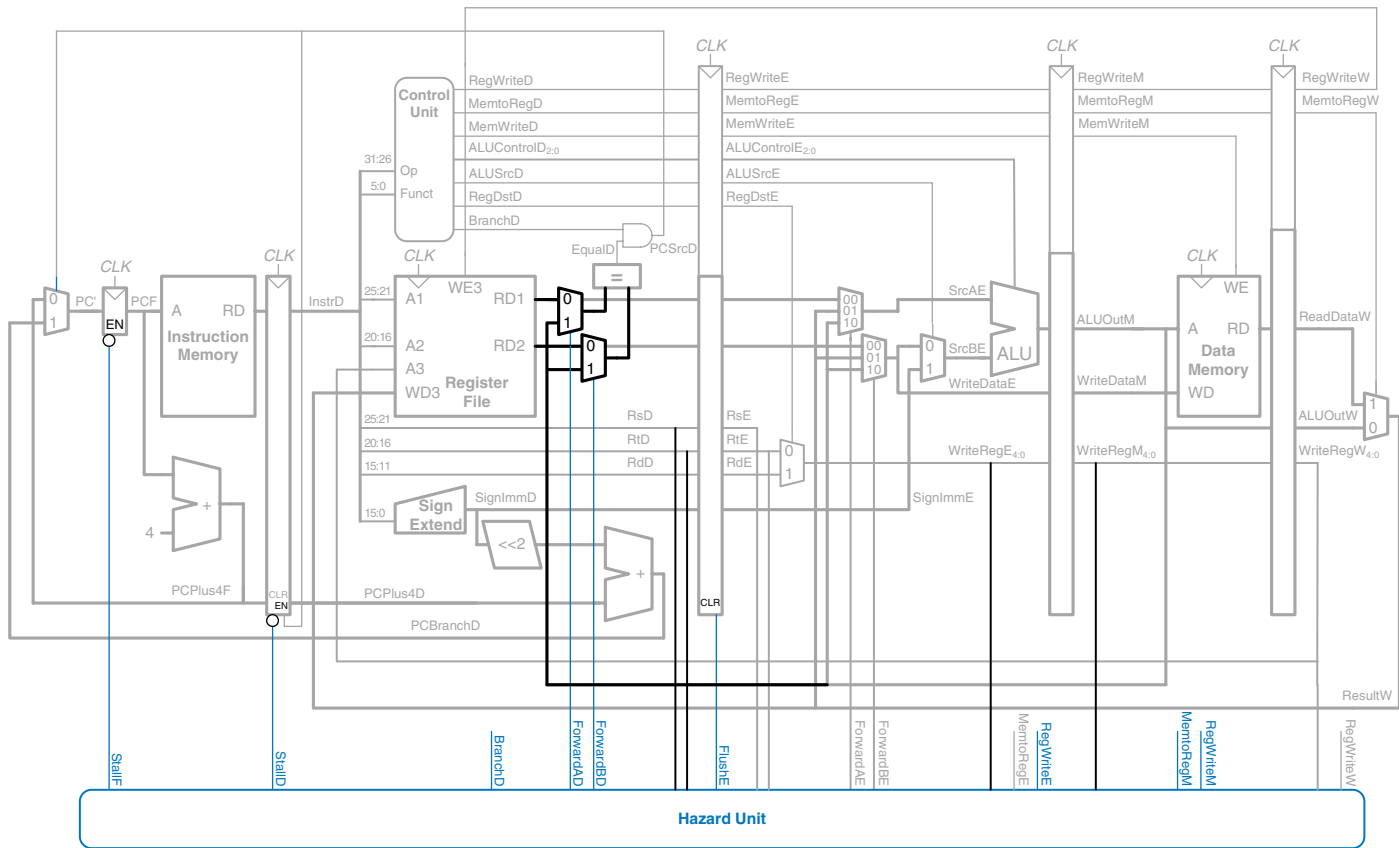 CLK
CLK
CLK
RegWriteD
RegWriteE
RegWriteM
RegWriteW
Control
Unit
MemtoRegD
MemtoRegE
MemtoRegM
MemtoRegW
MemWriteD
MemWriteE
MemWriteM
ALUControlD2:0
ALUControlE2:0
31:26
Op
ALUSrcD
ALUSrcE
5:0
Funct
RegDstD
RegDstE
BranchD
EqualD
PCSrcD
CLK
CLK
CLK
CLK
=
WE3
WE
0
1
PC'
PCF
EN
A
RD
Instruction
Memory
InstrD
25:21
A1
RD1
0
1
00
01
10
SrcAE
ALUOutM
A
RD
ReadDataW
20:16
A2
RD2
0
1
00
01
10
0
1
SrcBE
ALU
Data
Memory
A3
WD3
Register
File
WriteDataE
WriteDataM
WD
1
0
ALUOutW
25:21
RsD
RsE
20:16
RtD
RtE
0
1
15:11
RdD
RdE
WriteRegE4:0
WriteRegM4:0
WriteRegW4:0
15:0
Sign
Extend
SignImmD
SignImmE
+
4
<<2
+
PCPlus4F
CLR
EN
PCPlus4D
CLR
PCBranchD
ResultW
StallF
StallD
BranchD
ForwardAD
ForwardBD
FlushE
ForwardAE
ForwardBE
MemtoRegE
RegWriteE
MemtoRegM
RegWriteM
RegWriteW
Hazard Unit